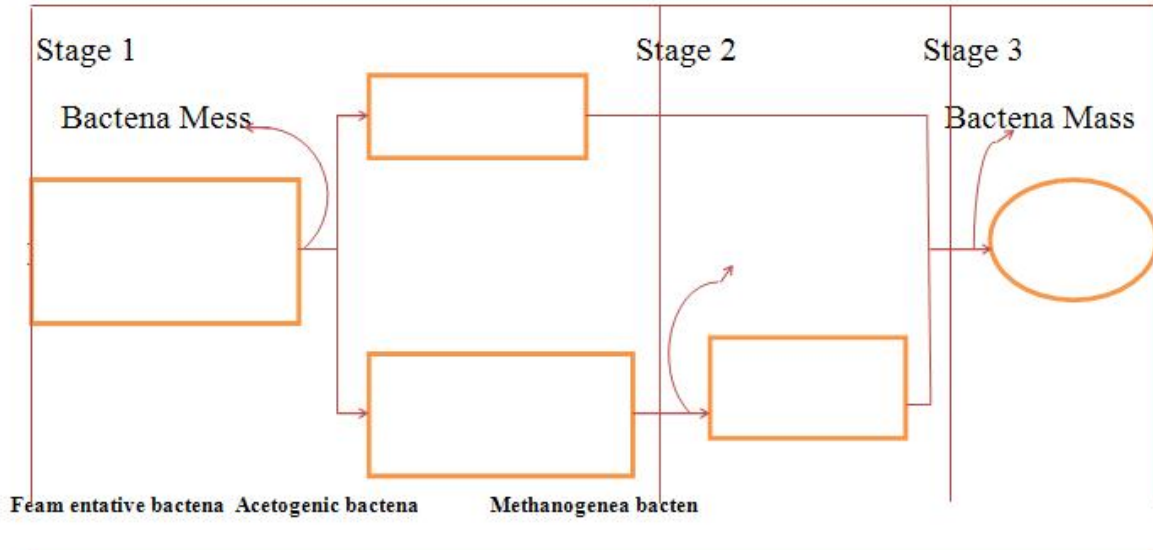 Stage 1
Stage 2
Stage 3
Bactena Mess
Bactena Mass
Feam entative bactena Acetogenic bactena Methanogenea bacten